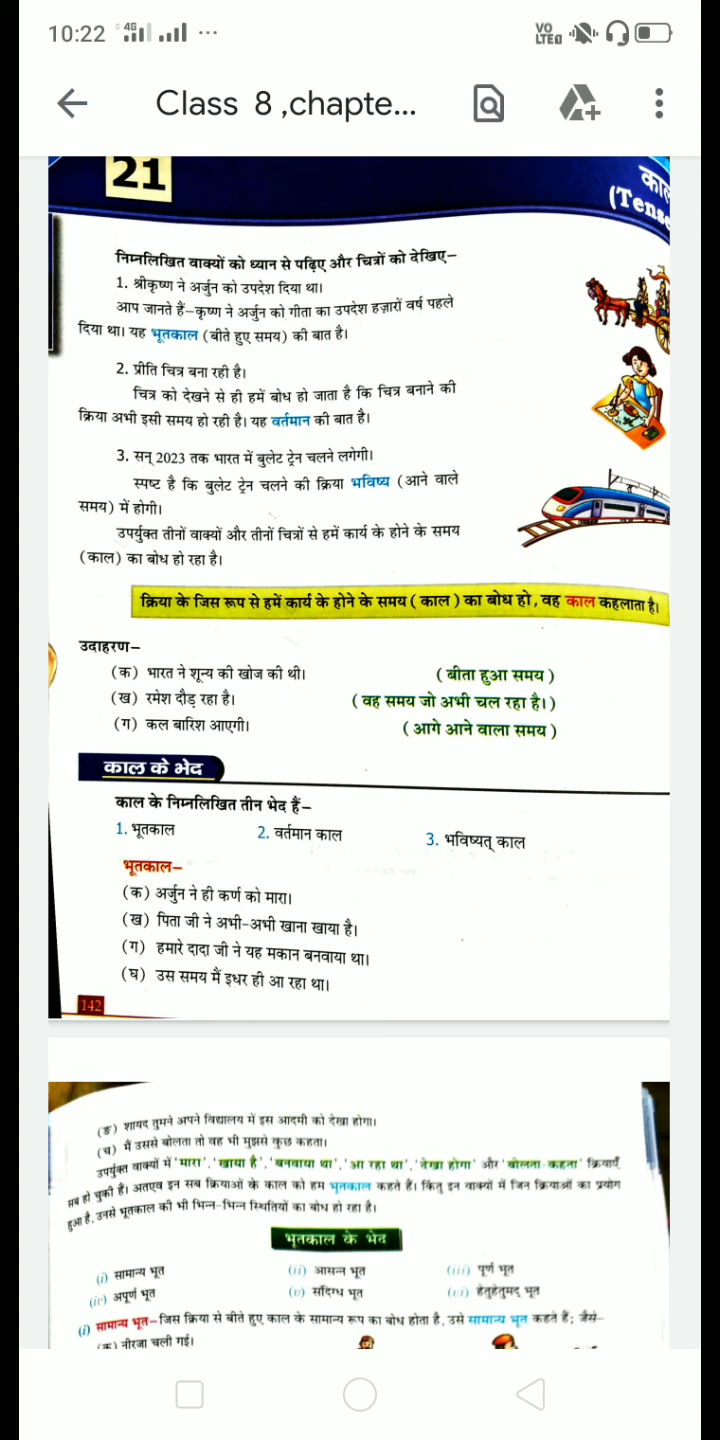 10:22 4G VO LTE
Class 8 ,chapte...
21
काल
(Tense
निम्नलिखित वाक्यों को ध्यान से पढ़िए और चित्रों को देखिए–
1. श्रीकृष्ण ने अर्जुन को उपदेश दिया था।
आप जानते हैं–कृष्ण ने अर्जुन को गीता का उपदेश हज़ारों वर्ष पहले
दिया था। यह भूतकाल (बीते हुए समय) की बात है।
2. प्रीति चित्र बना रही है।
चित्र को देखने से ही हमें बोध हो जाता है कि चित्र बनाने की
क्रिया अभी इसी समय हो रही है। यह वर्तमान की बात है।
3. सन् 2023 तक भारत में बुलेट ट्रेन चलने लगेगी।
स्पष्ट है कि बुलेट ट्रेन चलने की क्रिया भविष्य (आने वाले
समय) में होगी।
उपर्युक्त तीनों वाक्यों और तीनों चित्रों से हमें कार्य के होने के समय
(काल) का बोध हो रहा है।
क्रिया के जिस रूप से हमें कार्य के होने के समय ( काल ) का बोध हो, वह काल कहलाता है।
उदाहरण–
(क) भारत ने शून्य की खोज की थी। ( बीता हुआ समय )
(ख) रमेश दौड़ रहा है। ( वह समय जो अभी चल रहा है। )
(ग) कल बारिश आएगी। ( आगे आने वाला समय )
काल के भेद
काल के निम्नलिखित तीन भेद हैं–
1. भूतकाल 2. वर्तमान काल 3. भविष्यत् काल
भूतकाल–
(क) अर्जुन ने ही कर्ण को मारा।
(ख) पिता जी ने अभी-अभी खाना खाया है।
(ग) हमारे दादा जी ने यह मकान बनवाया था।
(घ) उस समय मैं इधर ही आ रहा था।
142
(ङ) शायद तुमने अपने विद्यालय में इस आदमी को देखा होगा।
(च) मैं उससे बोलता तो वह भी मुझसे कुछ कहता।
उपर्युक्त वाक्यों में 'मारा', 'खाया है', 'बनवाया था', 'आ रहा था', 'देखा होगा' और 'बोलता-कहता' क्रियाएँ
सब हो चुकी हैं। अतएव इन सब क्रियाओं के काल को हम भूतकाल कहते हैं। किंतु इन वाक्यों में जिन क्रियाओं का प्रयोग
हुआ है, उनसे भूतकाल की भी भिन्न-भिन्न स्थितियों का बोध हो रहा है।
भूतकाल के भेद
(i) सामान्य भूत (ii) आसन्न भूत (iii) पूर्ण भूत
(iv) अपूर्ण भूत (v) संदिग्ध भूत (vi) हेतुहेतुमद् भूत
(i) सामान्य भूत–जिस क्रिया से बीते हुए काल के सामान्य रूप का बोध होता है, उसे सामान्य भूत कहते हैं; जैसे–
(क) नीरजा चली गई।